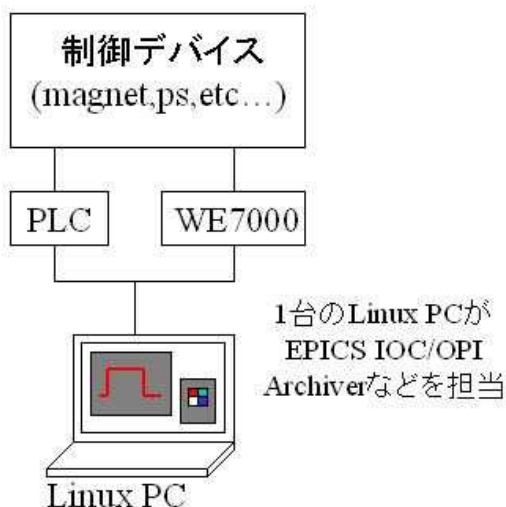 制御デバイス
(magnet,ps,etc…)
PLC
WE7000
1台のLinux PCが
EPICS IOC/OPI
Archiverなどを担当
Linux PC